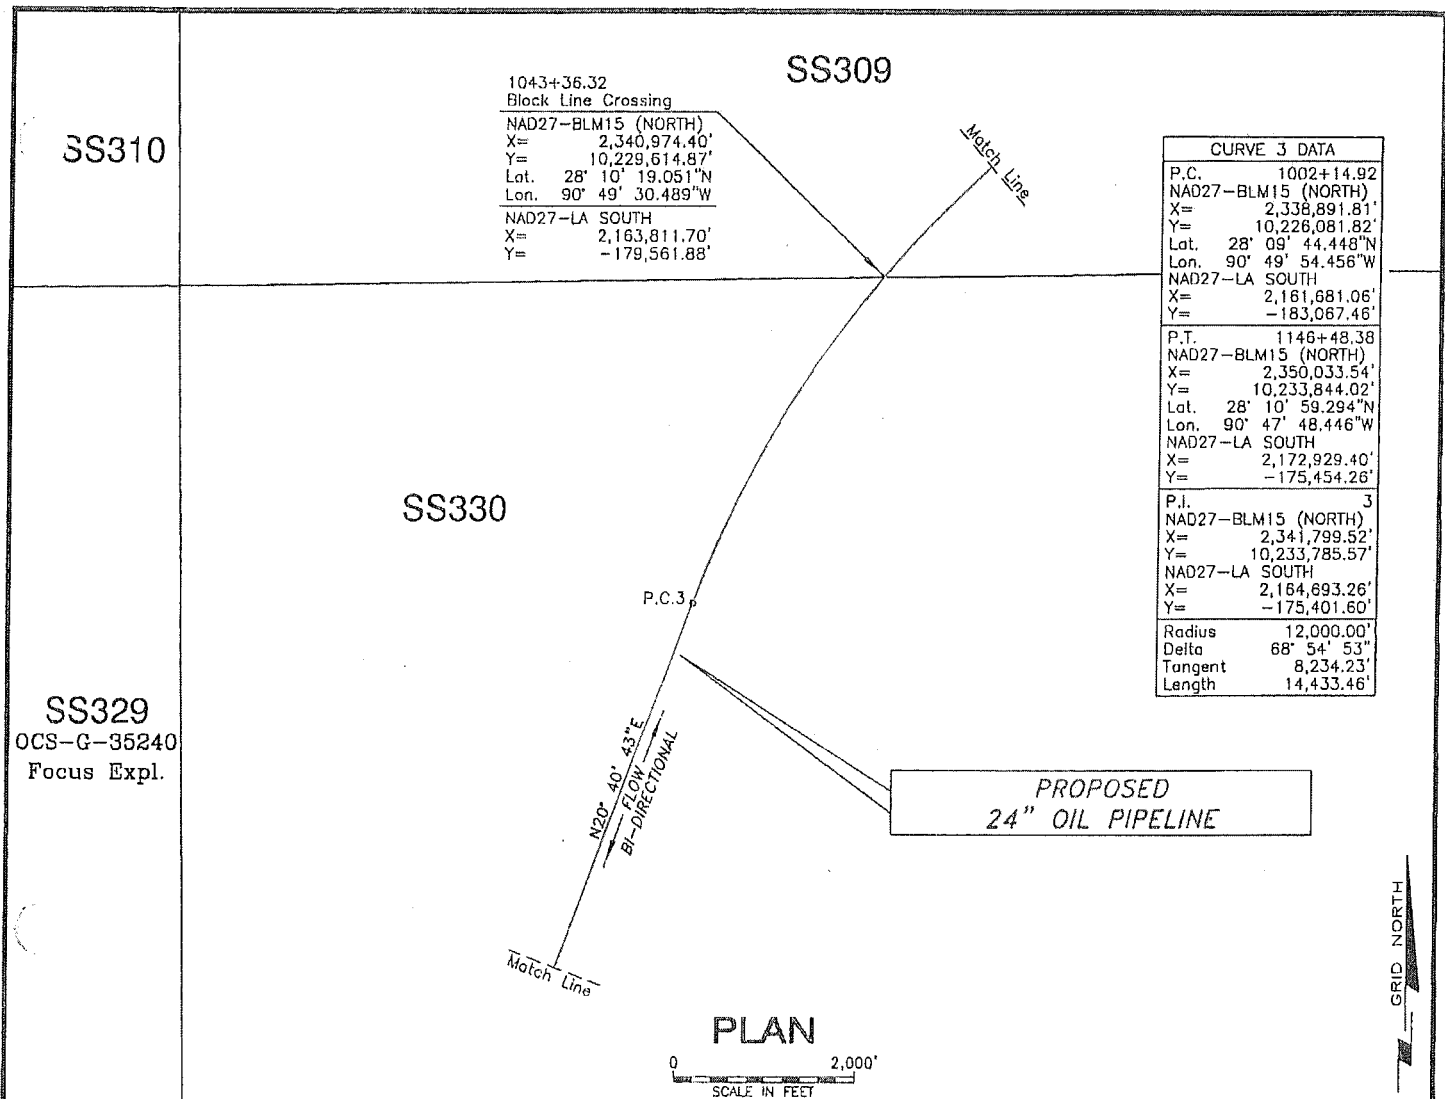 SS309
SS310
1043+36.32
Block Line Crossing
NAD27-BLM15 (NORTH)
X= 2,340,974.40'
Y= 10,229,614.87'
Lat. 28° 10' 19.051"N
Lon. 90° 49' 30.489"W
NAD27-LA SOUTH
X= 2,163,811.70'
Y= -179,561.88'
Match Line
CURVE 3 DATA
P.C. 1002+14.92
NAD27-BLM15 (NORTH)
X= 2,338,891.81'
Y= 10,226,081.82'
Lat. 28° 09' 44.448"N
Lon. 90° 49' 54.456"W
NAD27-LA SOUTH
X= 2,161,681.06'
Y= -183,067.46'
P.T. 1146+48.38
NAD27-BLM15 (NORTH)
X= 2,350,033.54'
Y= 10,233,844.02'
Lat. 28° 10' 59.294"N
Lon. 90° 47' 48.446"W
NAD27-LA SOUTH
X= 2,172,929.40'
Y= -175,454.26'
P.I. 3
NAD27-BLM15 (NORTH)
X= 2,341,799.52'
Y= 10,233,785.57'
NAD27-LA SOUTH
X= 2,164,693.26'
Y= -175,401.60'
Radius 12,000.00'
Delta 68° 54' 53"
Tangent 8,234.23'
Length 14,433.46'
SS330
P.C.3
SS329
OCS-G-35240
Focus Expl.
N20° 40' 43"E
FLOW
BI-DIRECTIONAL
PROPOSED
24" OIL PIPELINE
Match Line
GRID NORTH
PLAN
0 2,000'
SCALE IN FEET